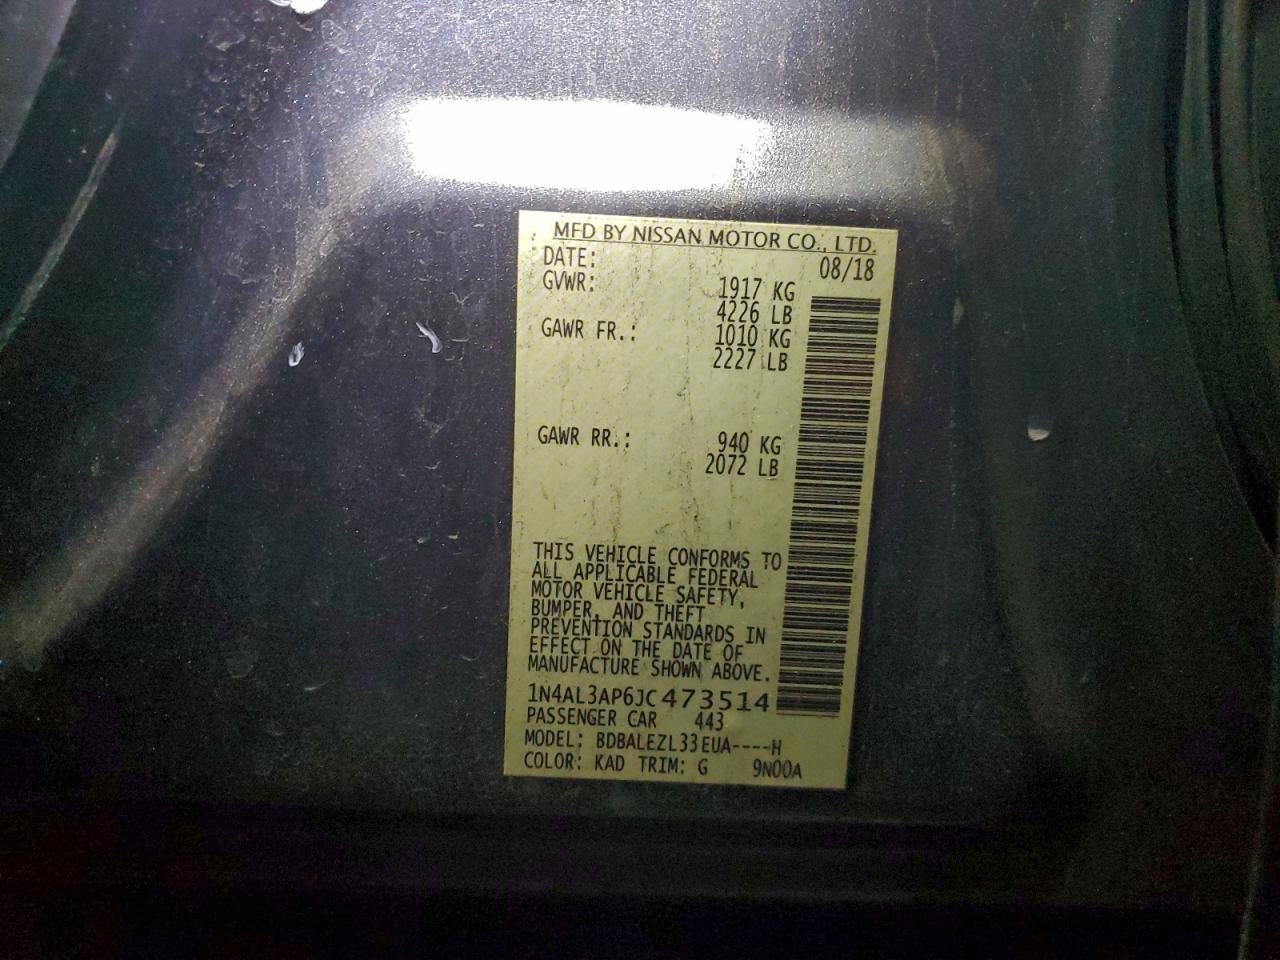 MFD BY NISSAN MOTOR CO., LTD.
DATE: 08/18
GVWR: 1917 KG
4226 LB
GAWR FR.: 1010 KG
2227 LB
GAWR RR.: 940 KG
2072 LB
THIS VEHICLE CONFORMS TO
ALL APPLICABLE FEDERAL
MOTOR VEHICLE SAFETY,
BUMPER, AND THEFT
PREVENTION STANDARDS IN
EFFECT ON THE DATE OF
MANUFACTURE SHOWN ABOVE.
1N4AL3AP6JC473514
PASSENGER CAR 443
MODEL: BDBALEZL33EUA----H
COLOR: KAD TRIM: G 9N00A